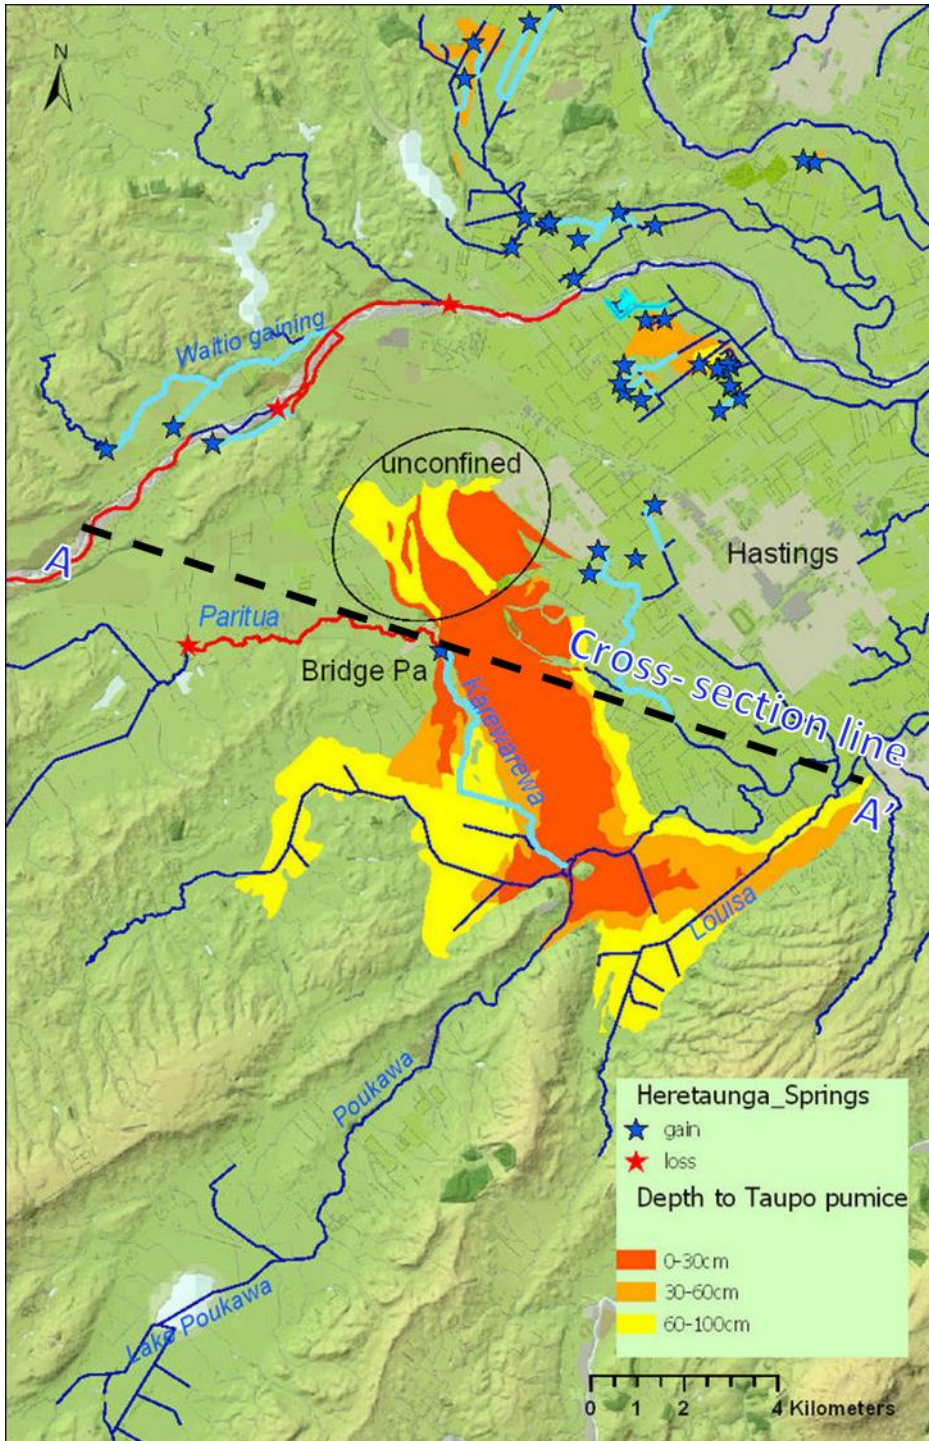 N
Waitio gaining
unconfined
Hastings
A
Paritua
Bridge Pa
Cross- section line
Karewarewa
A'
Louisa
Poukawa
Lake Poukawa
Heretaunga_Springs
gain
loss
Depth to Taupo pumice
0-30cm
30-60cm
60-100cm
0 1 2 4 Kilometers